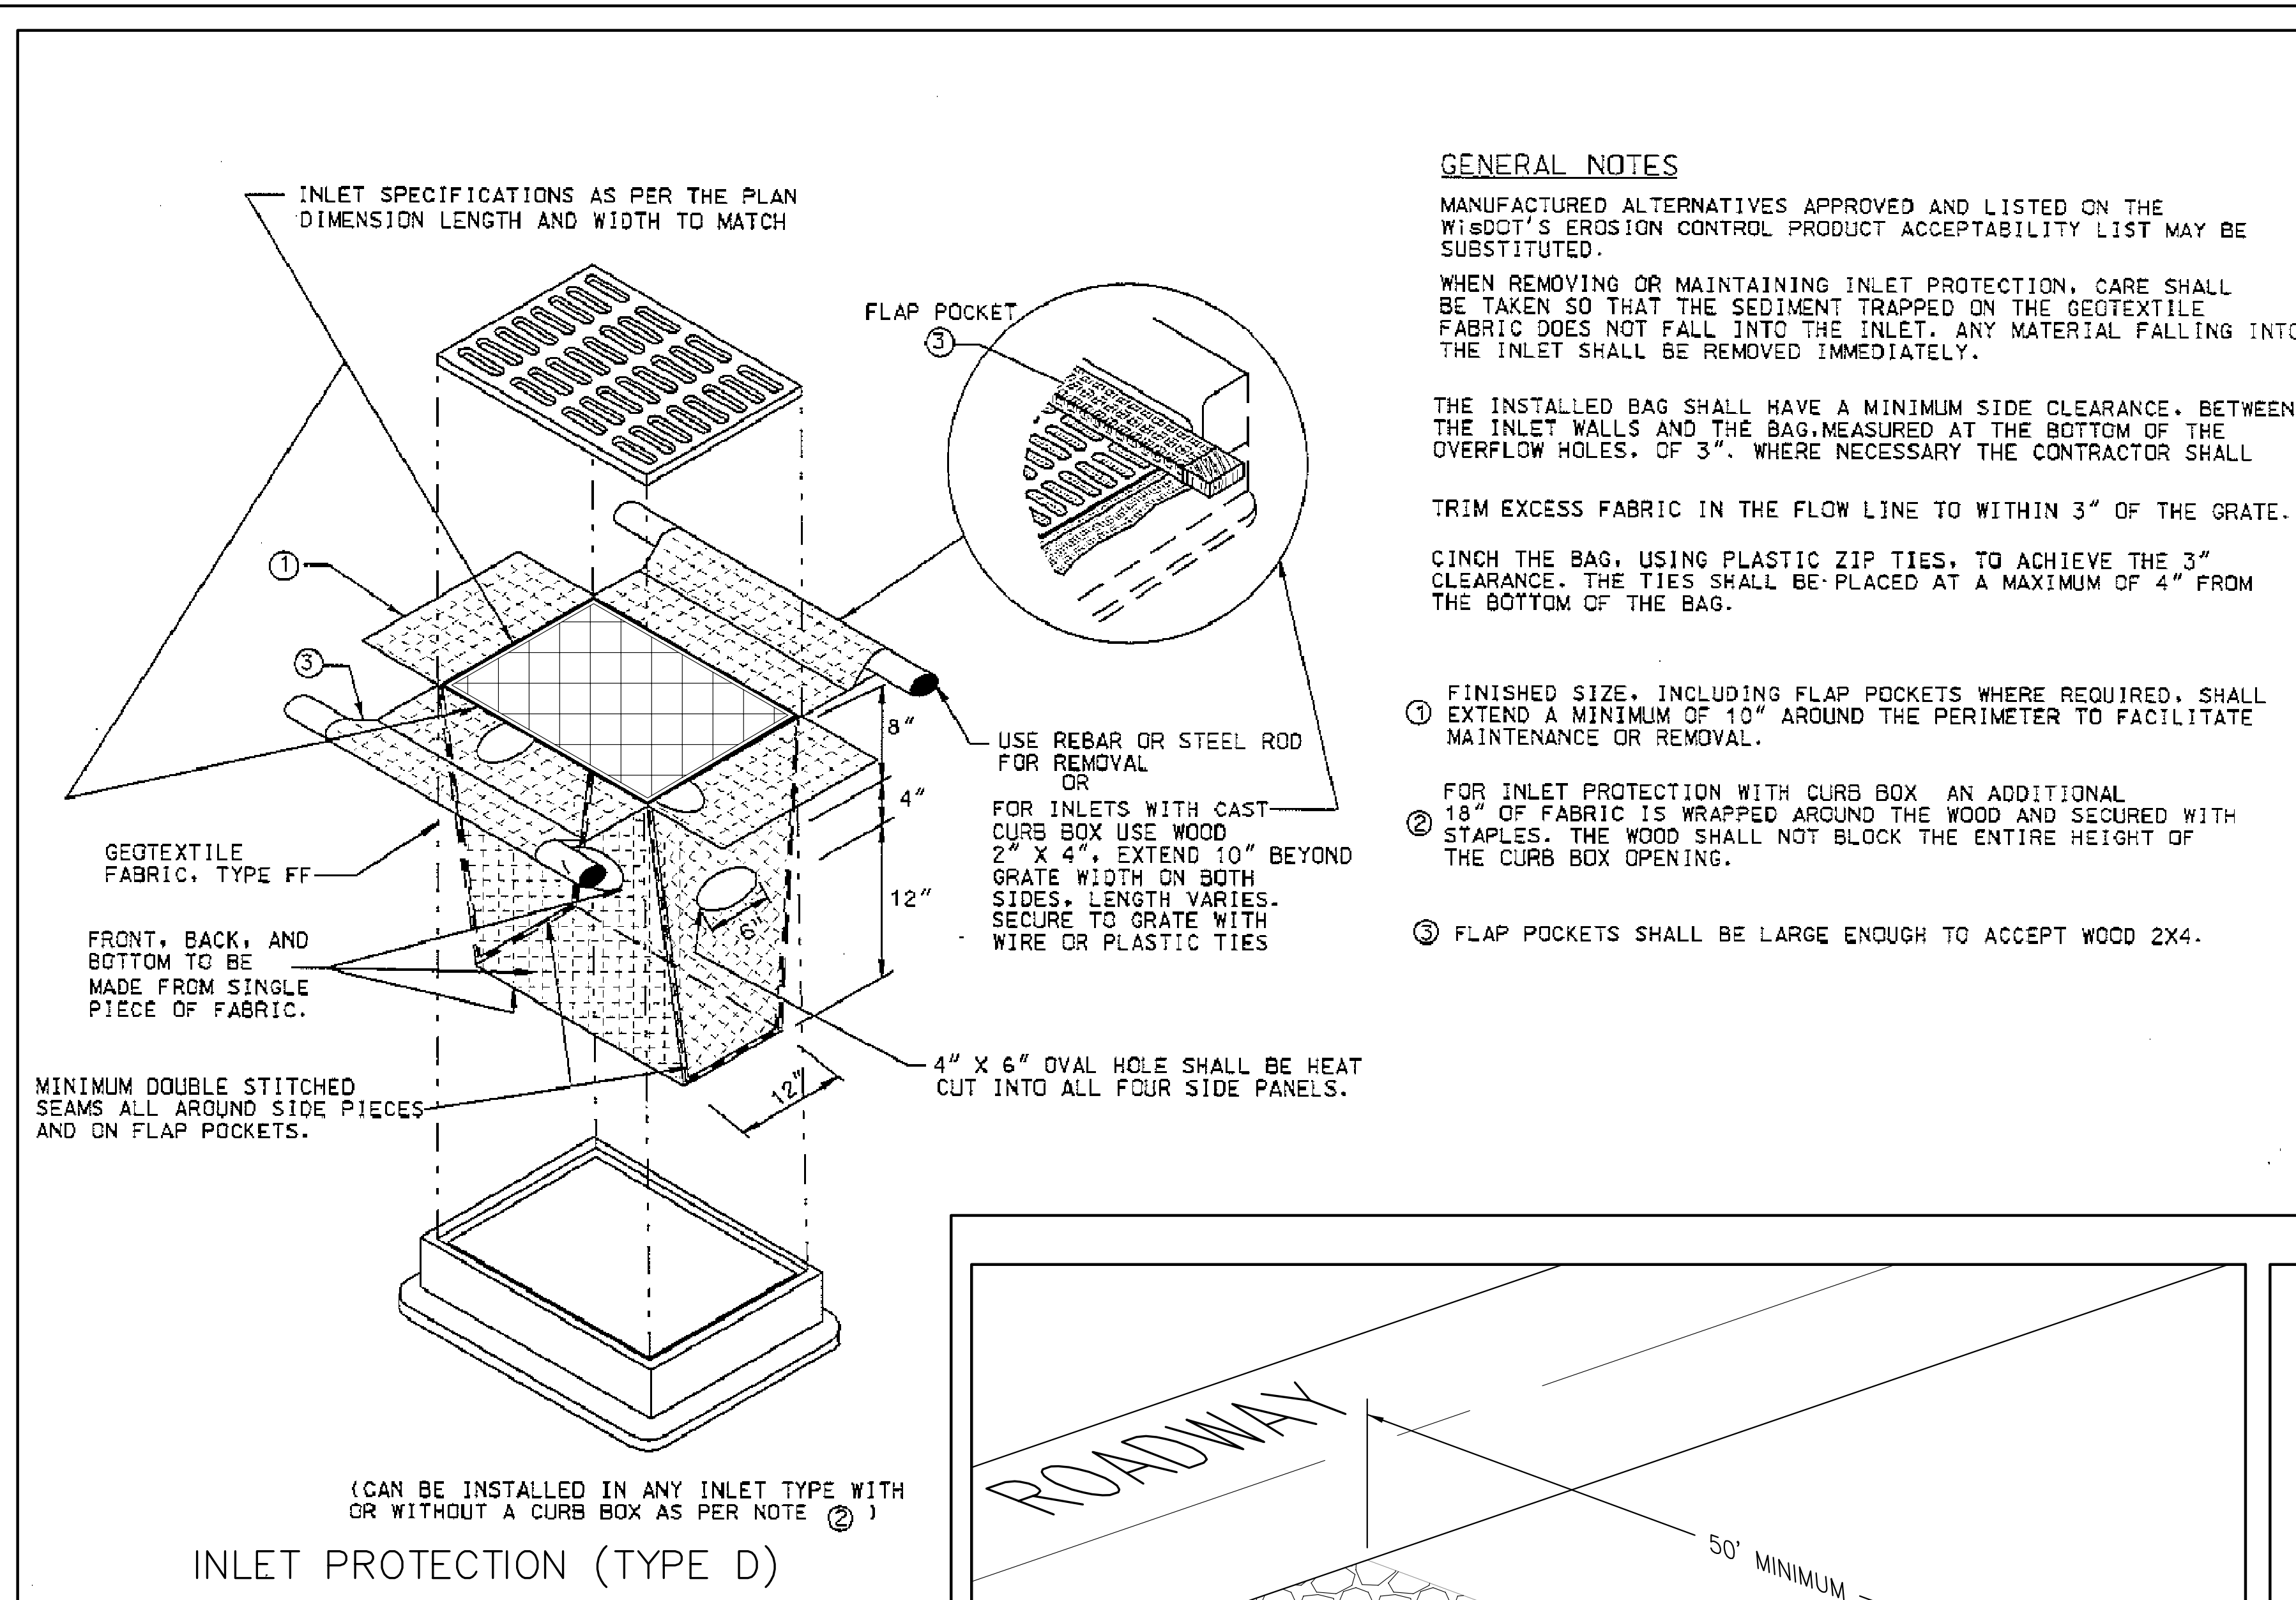 INLET SPECIFICATIONS AS PER THE PLAN
DIMENSION LENGTH AND WIDTH TO MATCH
FLAP POCKET
3
1
3
8"
4"
12"
6"
12"
USE REBAR OR STEEL ROD
FOR REMOVAL
OR
FOR INLETS WITH CAST
CURB BOX USE WOOD
2" X 4", EXTEND 10" BEYOND
GRATE WIDTH ON BOTH
SIDES, LENGTH VARIES.
SECURE TO GRATE WITH
WIRE OR PLASTIC TIES
GEOTEXTILE
FABRIC, TYPE FF
FRONT, BACK, AND
BOTTOM TO BE
MADE FROM SINGLE
PIECE OF FABRIC.
MINIMUM DOUBLE STITCHED
SEAMS ALL AROUND SIDE PIECES
AND ON FLAP POCKETS.
4" X 6" OVAL HOLE SHALL BE HEAT
CUT INTO ALL FOUR SIDE PANELS.
(CAN BE INSTALLED IN ANY INLET TYPE WITH
OR WITHOUT A CURB BOX AS PER NOTE 2 )
INLET PROTECTION (TYPE D)
GENERAL NOTES
MANUFACTURED ALTERNATIVES APPROVED AND LISTED ON THE
WisDOT'S EROSION CONTROL PRODUCT ACCEPTABILITY LIST MAY BE
SUBSTITUTED.
WHEN REMOVING OR MAINTAINING INLET PROTECTION, CARE SHALL
BE TAKEN SO THAT THE SEDIMENT TRAPPED ON THE GEOTEXTILE
FABRIC DOES NOT FALL INTO THE INLET. ANY MATERIAL FALLING INTO
THE INLET SHALL BE REMOVED IMMEDIATELY.
THE INSTALLED BAG SHALL HAVE A MINIMUM SIDE CLEARANCE, BETWEEN
THE INLET WALLS AND THE BAG,MEASURED AT THE BOTTOM OF THE
OVERFLOW HOLES, OF 3". WHERE NECESSARY THE CONTRACTOR SHALL
TRIM EXCESS FABRIC IN THE FLOW LINE TO WITHIN 3" OF THE GRATE.
CINCH THE BAG, USING PLASTIC ZIP TIES, TO ACHIEVE THE 3"
CLEARANCE. THE TIES SHALL BE PLACED AT A MAXIMUM OF 4" FROM
THE BOTTOM OF THE BAG.
1 FINISHED SIZE, INCLUDING FLAP POCKETS WHERE REQUIRED, SHALL
EXTEND A MINIMUM OF 10" AROUND THE PERIMETER TO FACILITATE
MAINTENANCE OR REMOVAL.
2 FOR INLET PROTECTION WITH CURB BOX AN ADDITIONAL
18" OF FABRIC IS WRAPPED AROUND THE WOOD AND SECURED WITH
STAPLES. THE WOOD SHALL NOT BLOCK THE ENTIRE HEIGHT OF
THE CURB BOX OPENING.
3 FLAP POCKETS SHALL BE LARGE ENOUGH TO ACCEPT WOOD 2X4.
ROADWAY
50' MINIMUM